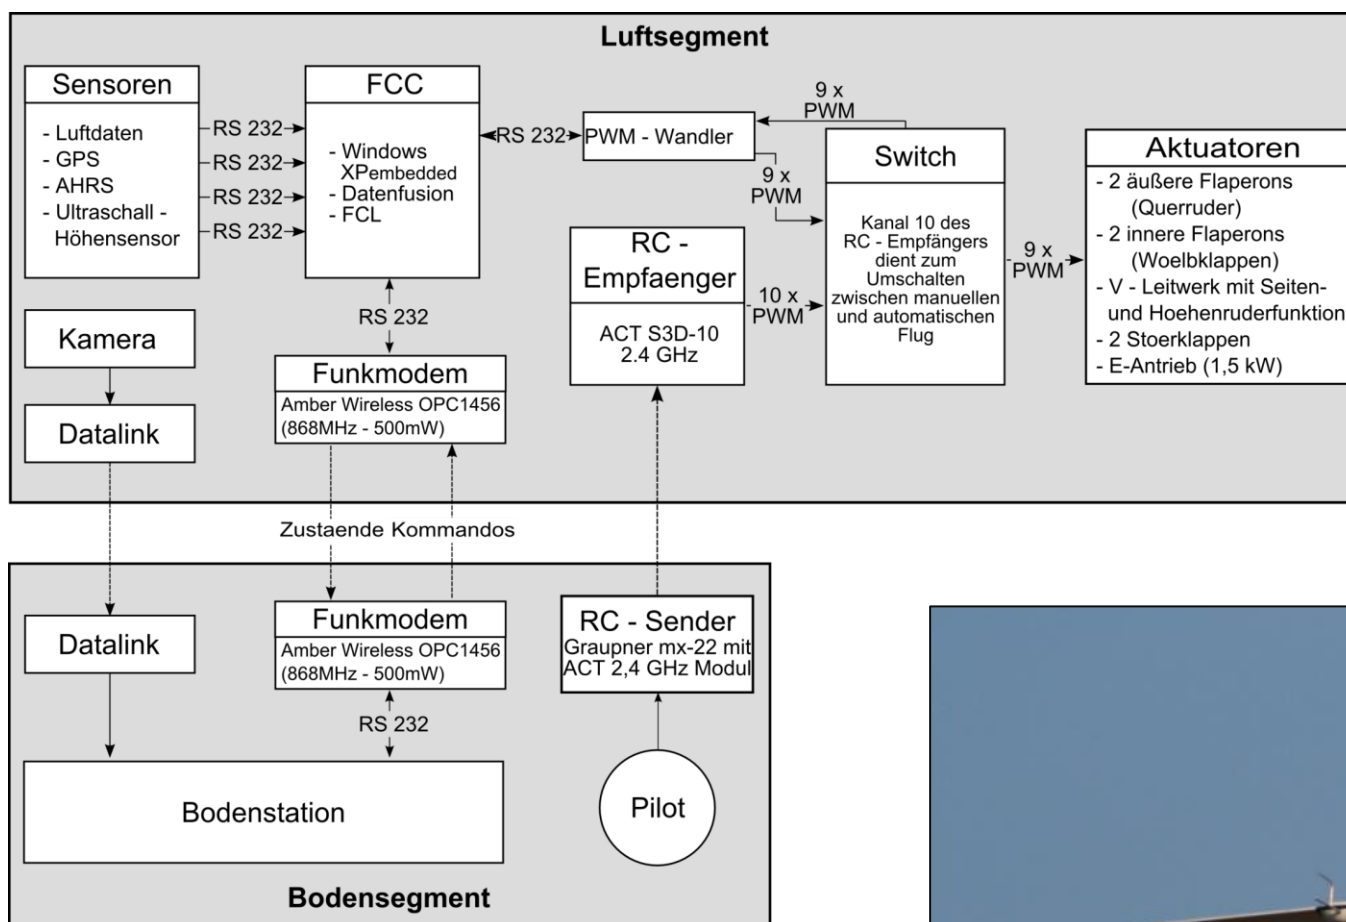 Luftsegment
Sensoren
- Luftdaten
- GPS
- AHRS
- Ultraschall -
Höhensensor
RS 232
RS 232
RS 232
RS 232
FCC
- Windows
XPembedded
- Datenfusion
- FCL
RS 232
PWM - Wandler
9 x
PWM
9 x
PWM
Switch
Kanal 10 des
RC - Empfängers
dient zum
Umschalten
zwischen manuellen
und automatischen
Flug
9 x
PWM
Aktuatoren
- 2 äußere Flaperons
(Querruder)
- 2 innere Flaperons
(Woelbklappen)
- V - Leitwerk mit Seiten-
und Hoehenruderfunktion
- 2 Stoerklappen
- E-Antrieb (1,5 kW)
RC -
Empfaenger
ACT S3D-10
2.4 GHz
10 x
PWM
RS 232
Kamera
Datalink
Funkmodem
Amber Wireless OPC1456
(868MHz - 500mW)
Zustaende Kommandos
Datalink
Funkmodem
Amber Wireless OPC1456
(868MHz - 500mW)
RS 232
RC - Sender
Graupner mx-22 mit
ACT 2,4 GHz Modul
Bodenstation
Pilot
Bodensegment